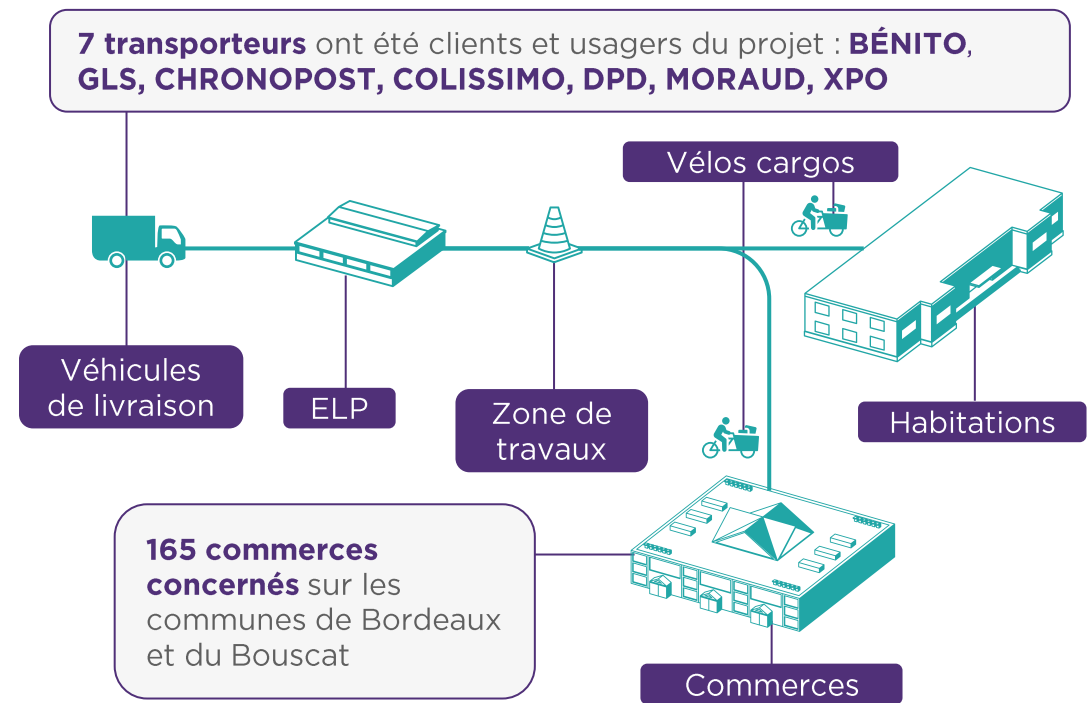 7 transporteurs ont été clients et usagers du projet : BÉNITO,
GLS, CHRONOPOST, COLISSIMO, DPD, MORAUD, XPO
Vélos cargos
Véhicules
de livraison
ELP
Zone de
travaux
Habitations
165 commerces
concernés sur les
communes de Bordeaux
et du Bouscat
Commerces